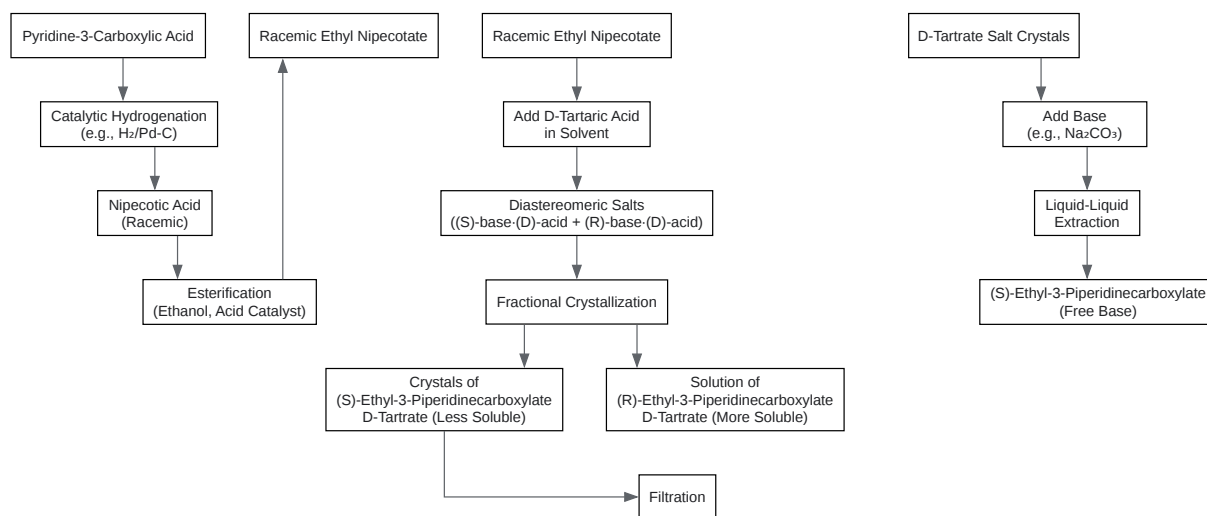 Pyridine-3-Carboxylic Acid
Catalytic Hydrogenation
(e.g., H₂/Pd-C)
Nipecotic Acid
(Racemic)
Esterification
(Ethanol, Acid Catalyst)
Racemic Ethyl Nipecotate
Racemic Ethyl Nipecotate
Add D-Tartaric Acid
in Solvent
Diastereomeric Salts
((S)-base·(D)-acid + (R)-base·(D)-acid)
Fractional Crystallization
Crystals of
(S)-Ethyl-3-Piperidinecarboxylate
D-Tartrate (Less Soluble)
Solution of
(R)-Ethyl-3-Piperidinecarboxylate
D-Tartrate (More Soluble)
Filtration
D-Tartrate Salt Crystals
Add Base
(e.g., Na₂CO₃)
Liquid-Liquid
Extraction
(S)-Ethyl-3-Piperidinecarboxylate
(Free Base)